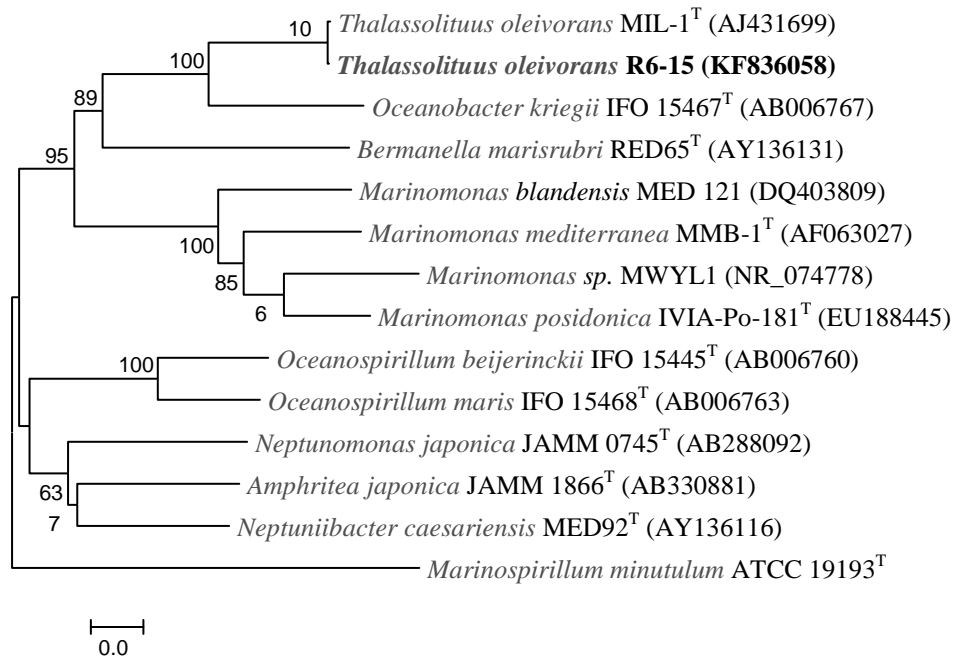 10 Thalassolituus oleivorans MIL-1ᵀ (AJ431699)
Thalassolituus oleivorans R6-15 (KF836058)
100
Oceanobacter kriegii IFO 15467ᵀ (AB006767)
89
Bermanella marisrubri RED65ᵀ (AY136131)
95
Marinomonas blandensis MED 121 (DQ403809)
Marinomonas mediterranea MMB-1ᵀ (AF063027)
100
Marinomonas sp. MWYL1 (NR_074778)
85
Marinomonas posidonica IVIA-Po-181ᵀ (EU188445)
6
Oceanospirillum beijerinckii IFO 15445ᵀ (AB006760)
100
Oceanospirillum maris IFO 15468ᵀ (AB006763)
Neptunomonas japonica JAMM 0745ᵀ (AB288092)
Amphritea japonica JAMM 1866ᵀ (AB330881)
63
Neptuniibacter caesariensis MED92ᵀ (AY136116)
7
Marinospirillum minutulum ATCC 19193ᵀ
0.0